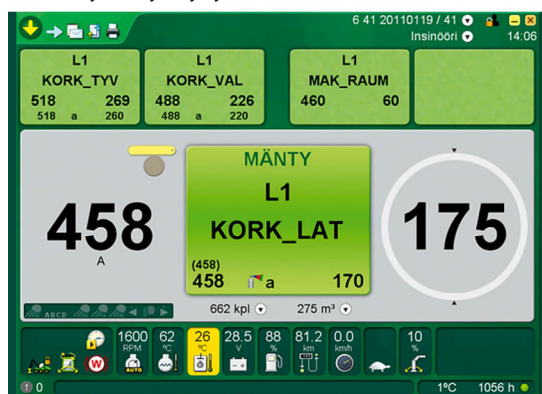 6 41 20110119 / 41
Insinööri
14:06
L1
KORK_TYV
518 269
518 a 260
L1
KORK_VAL
488 226
488 a 220
L1
MAK_RAUM
460 60
458
A
MÄNTY
L1
KORK_LAT
(458)
458 a 170
175
ABCD
662 kpl
275 m³
1600
RPM
AUTO
62
°C
26
°C
28.5
V
88
%
81.2
km
0.0
km/h
10
%
W
0
1°C
1056 h